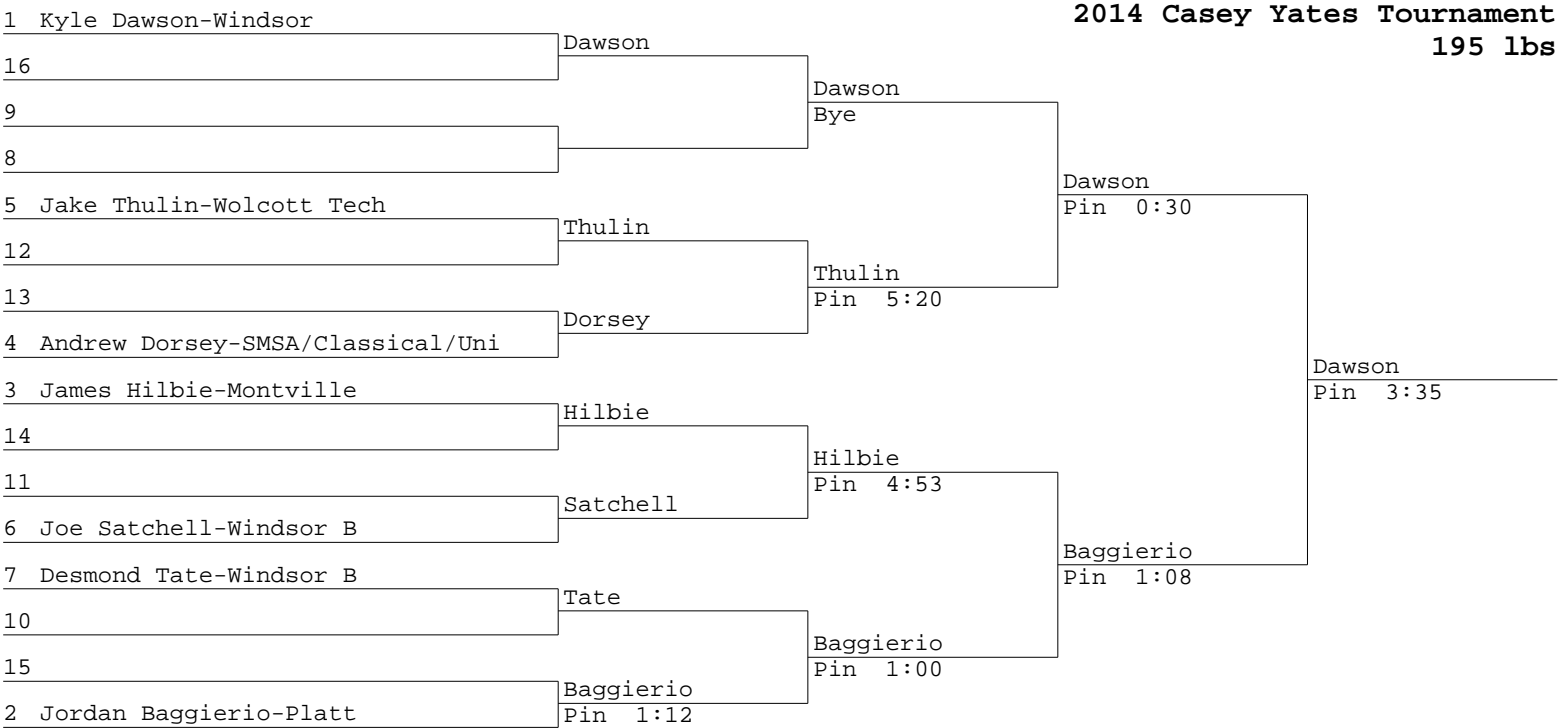 2014 Casey Yates Tournament
195 lbs
1 Kyle Dawson-Windsor
16
9
8
5 Jake Thulin-Wolcott Tech
12
13
4 Andrew Dorsey-SMSA/Classical/Uni
3 James Hilbie-Montville
14
11
6 Joe Satchell-Windsor B
7 Desmond Tate-Windsor B
10
15
2 Jordan Baggierio-Platt
Dawson
Thulin
Dorsey
Hilbie
Satchell
Tate
Baggierio
Pin 1:12
Dawson
Bye
Thulin
Pin 5:20
Hilbie
Pin 4:53
Baggierio
Pin 1:00
Dawson
Pin 0:30
Baggierio
Pin 1:08
Dawson
Pin 3:35